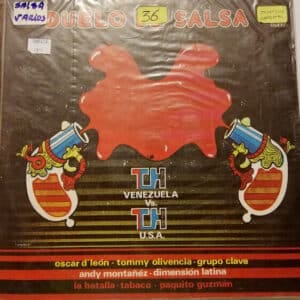 SALSA
VARIOS
DUELO 36 SALSA
TH
VENEZUELA
Vs.
TH
U.S.A.
oscar d'león - tommy olivencia - grupo clave
andy montañéz - dimensión latina
la batalla - tabaco - paquito guzmán